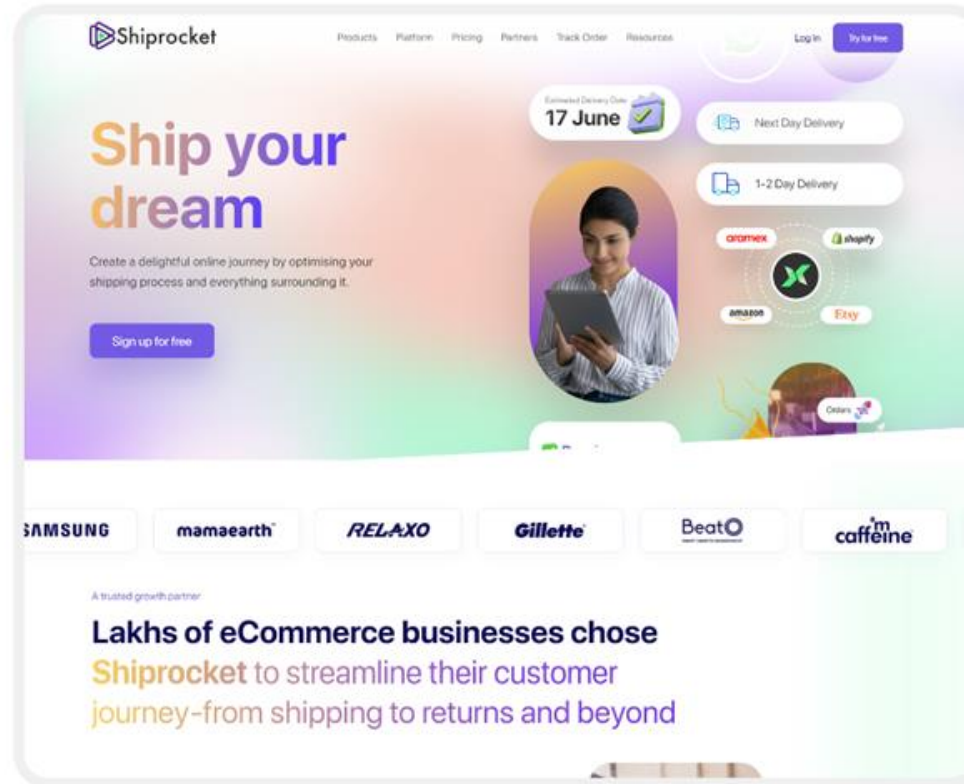 Shiprocket
Products Platform Pricing Partners Track Order Resources
Log In
Try for free
Ship your
dream
Create a delightful online journey by optimising your
shipping process and everything surrounding it.
Sign up for free
Estimated Delivery Date
17 June
Next Day Delivery
1-2 Day Delivery
aramex
shopify
amazon
Etsy
Orders
SAMSUNG
mamaearth
RELAXO
Gillette
BeatO
mcaffeine
A trusted growth partner
Lakhs of eCommerce businesses chose
Shiprocket to streamline their customer
journey-from shipping to returns and beyond